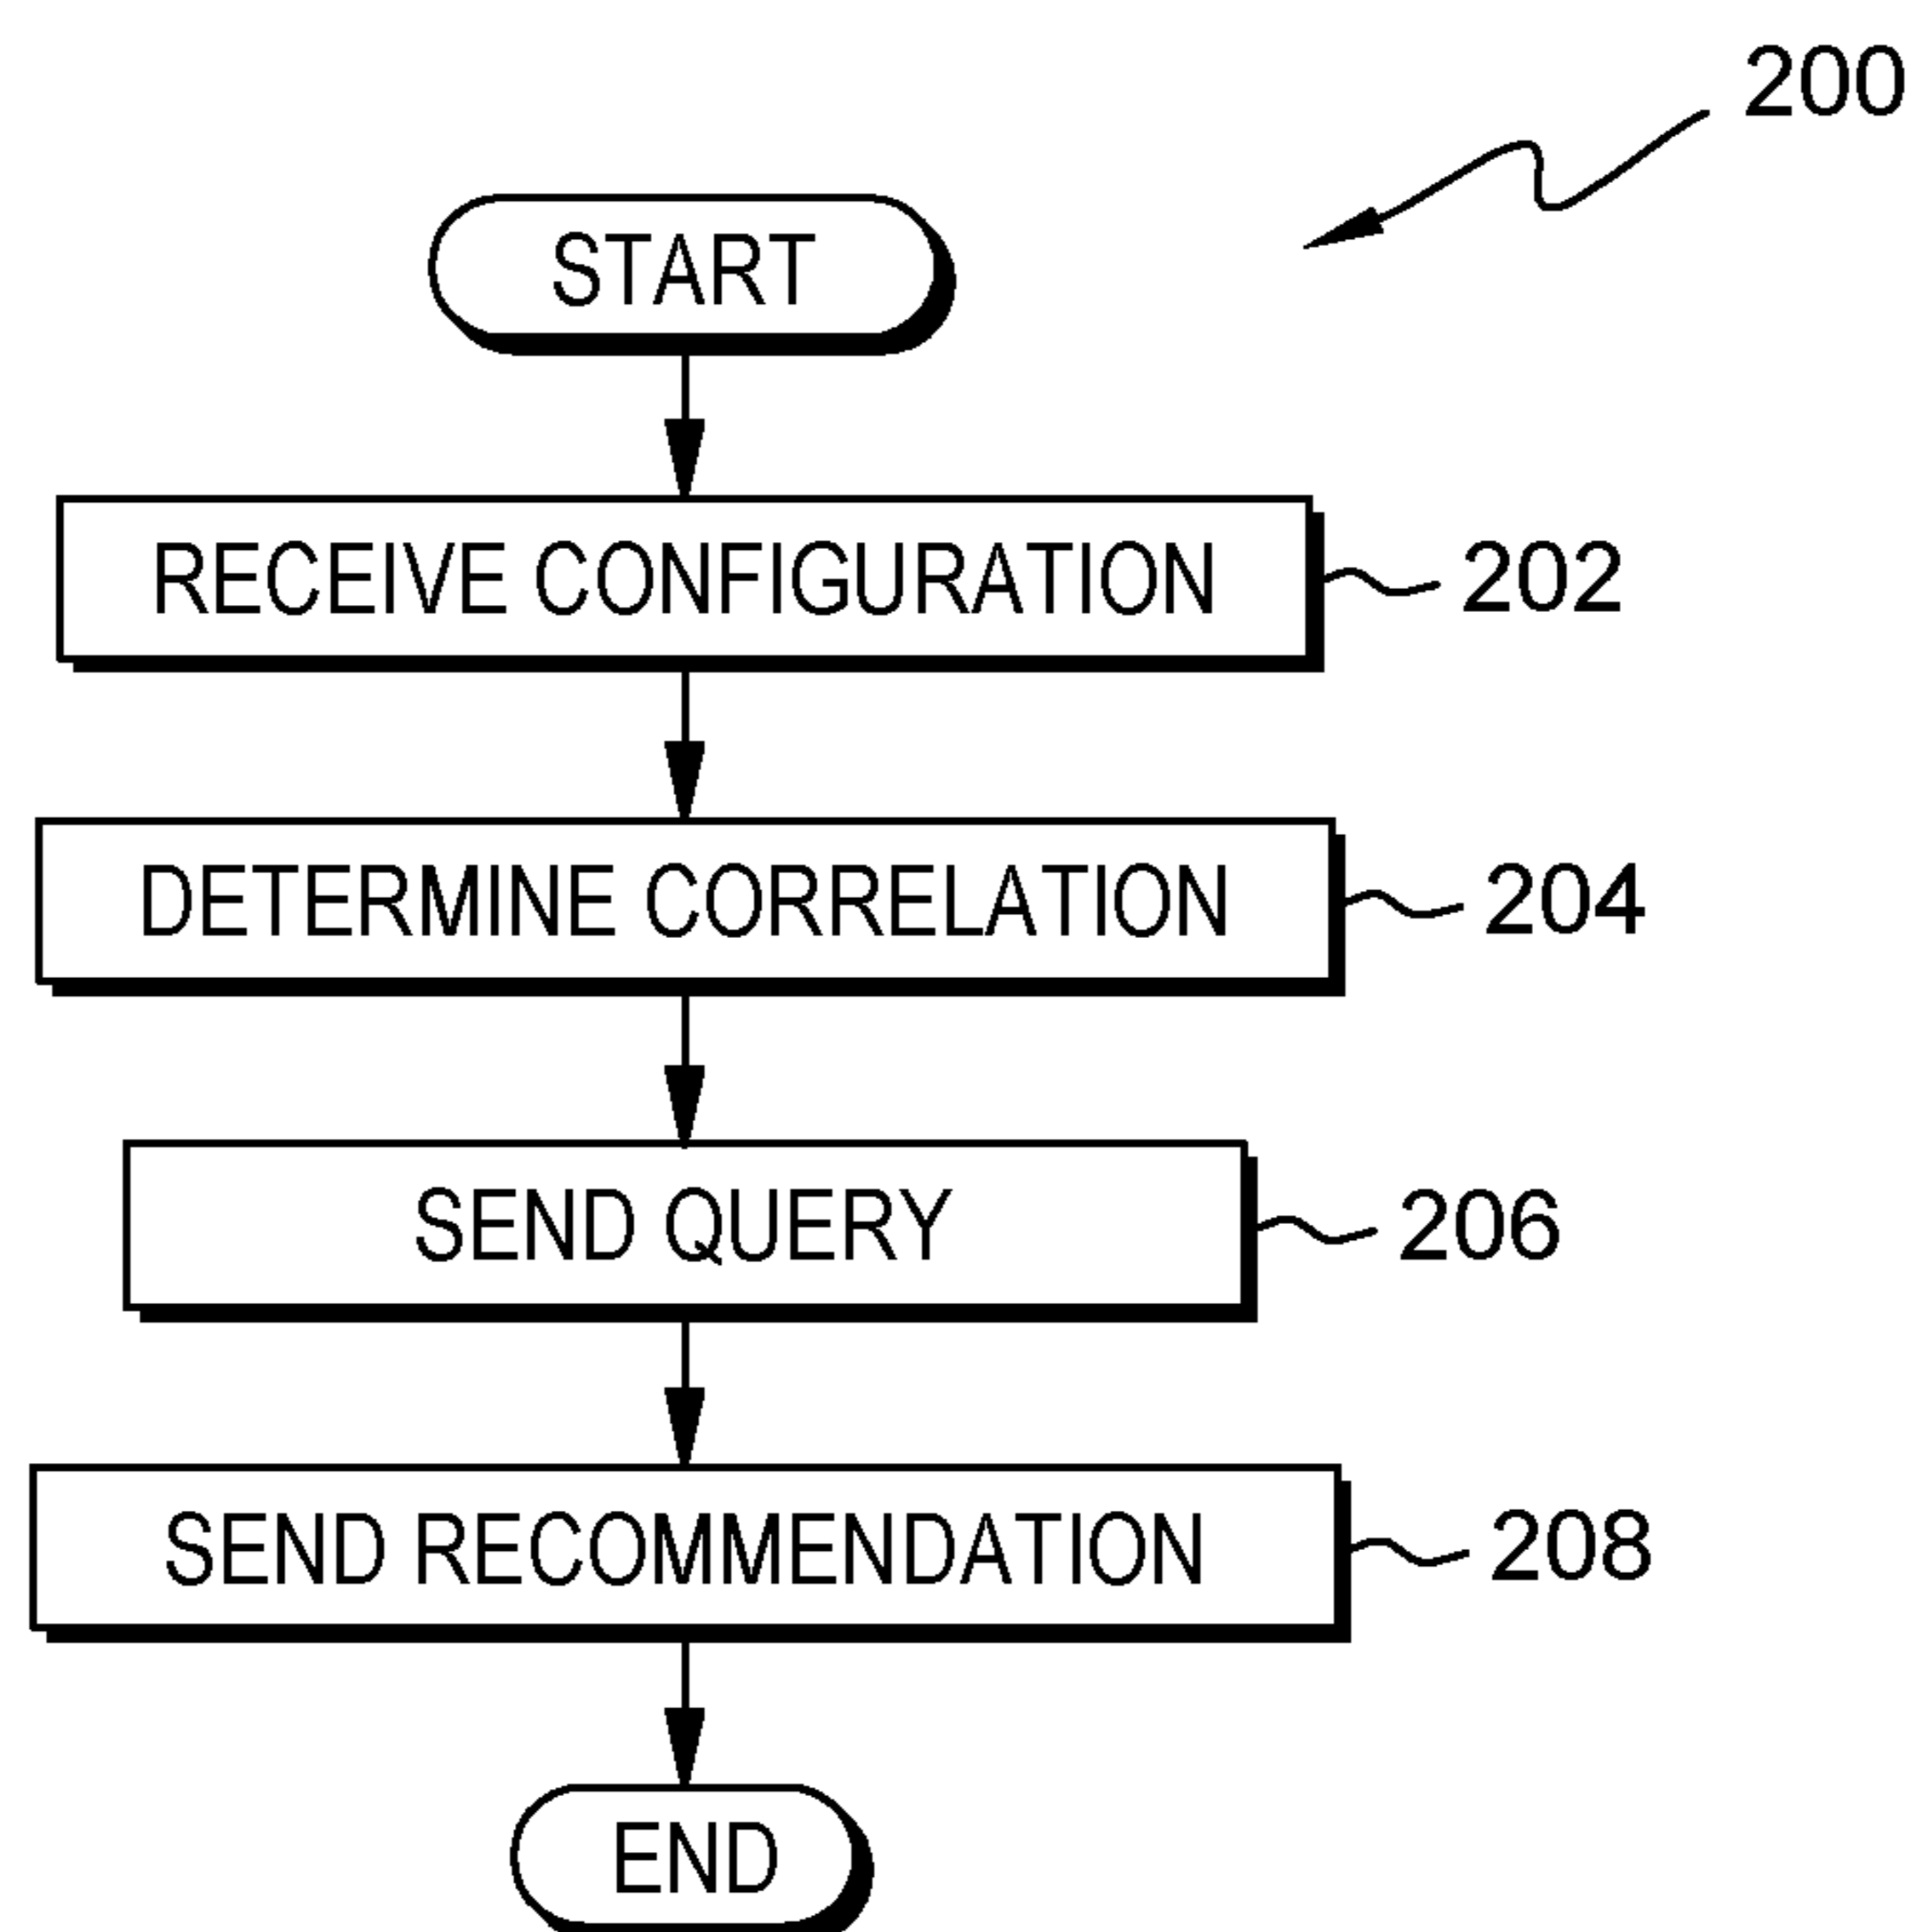 200
START
RECEIVE CONFIGURATION 202
DETERMINE CORRELATION 204
SEND QUERY 206
SEND RECOMMENDATION 208
END